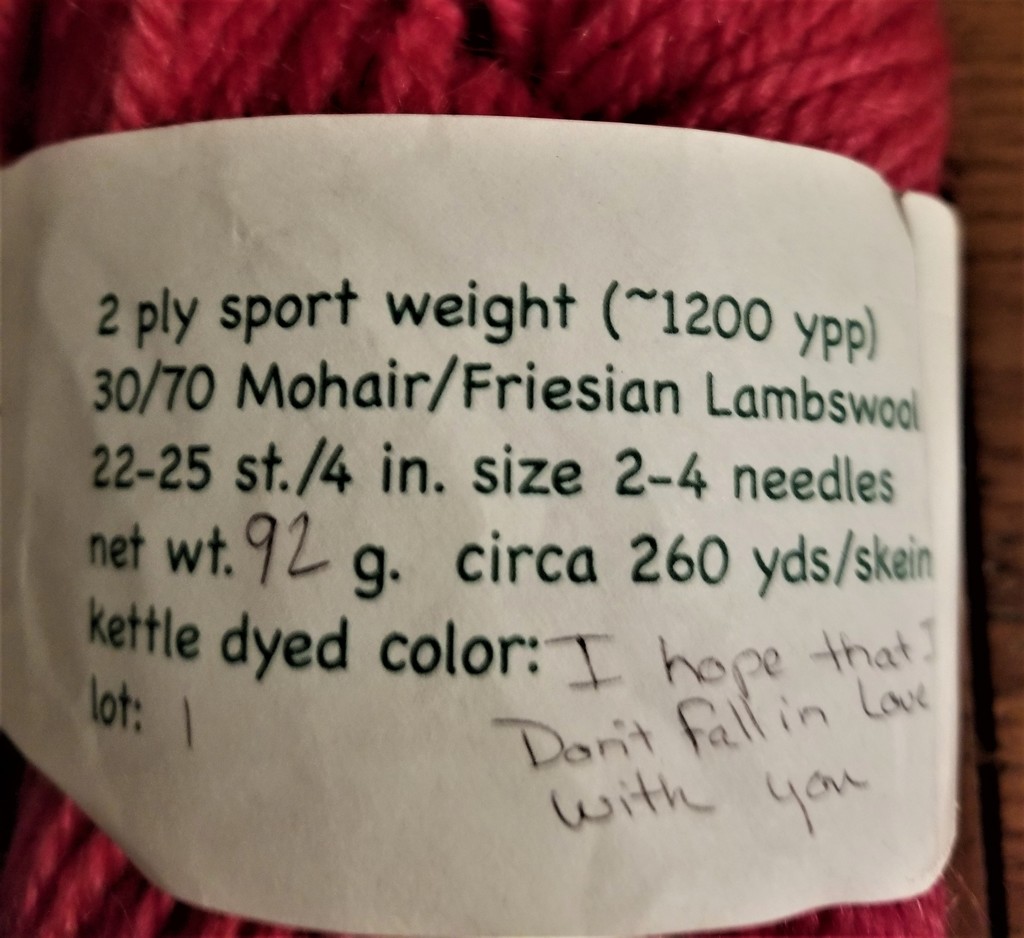 2 ply sport weight (~1200 ypp)
30/70 Mohair/Friesian Lambswool
22-25 st./4 in. size 2-4 needles
net wt. 92 g. circa 260 yds/skein
kettle dyed color: I hope that I
lot: 1 Don't fall in Love
with you